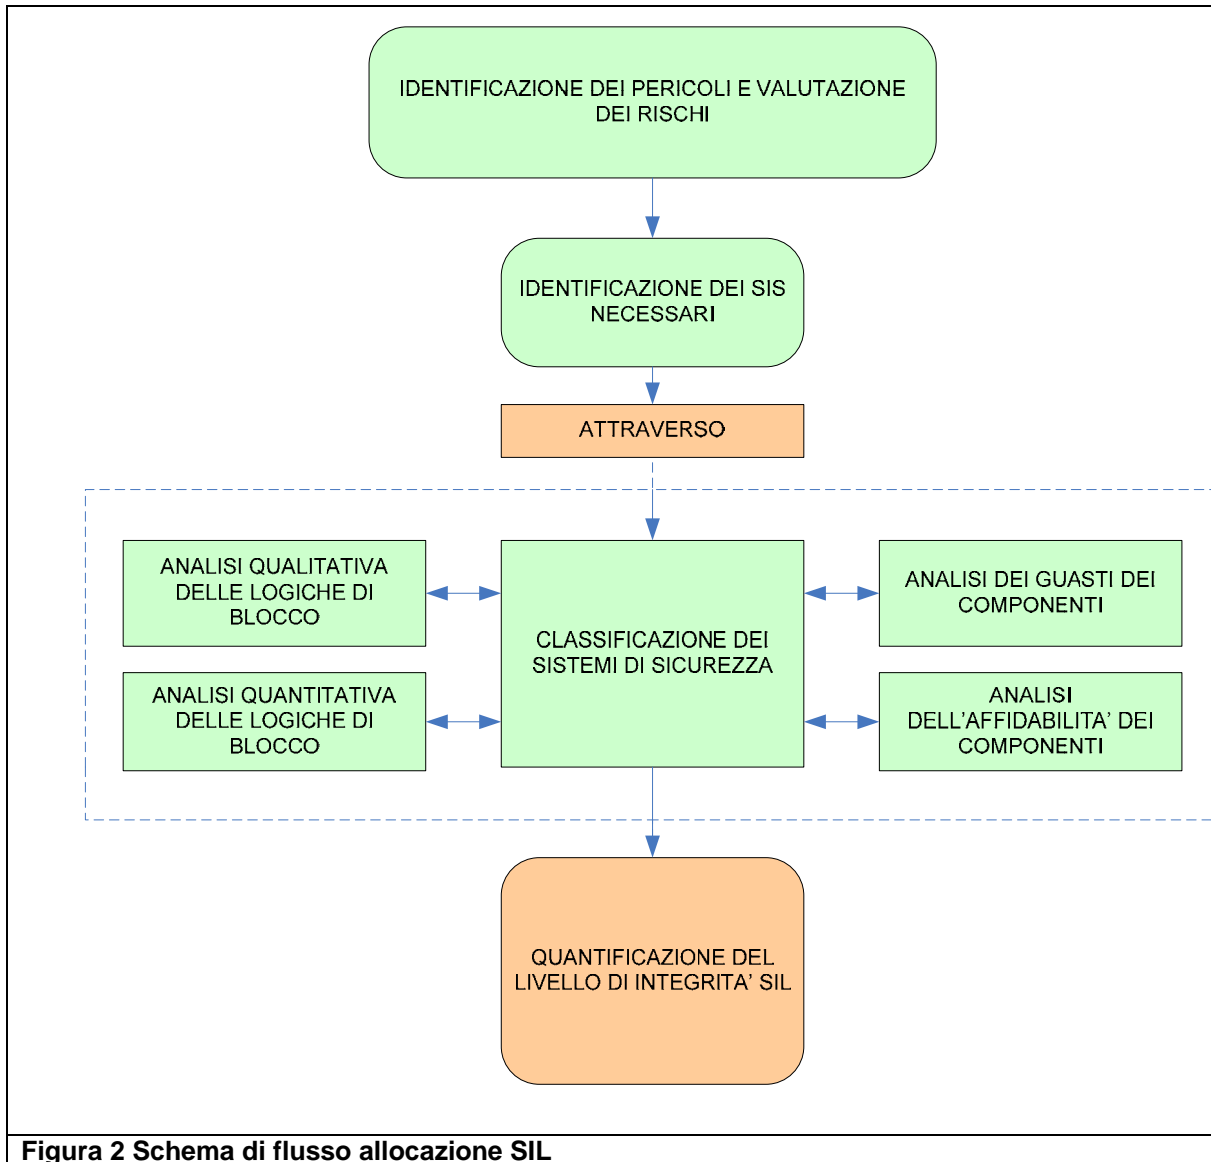 IDENTIFICAZIONE DEI PERICOLI E VALUTAZIONE
DEI RISCHI
IDENTIFICAZIONE DEI SIS
NECESSARI
ATTRAVERSO
ANALISI QUALITATIVA
DELLE LOGICHE DI
BLOCCO
ANALISI QUANTITATIVA
DELLE LOGICHE DI
BLOCCO
CLASSIFICAZIONE DEI
SISTEMI DI SICUREZZA
ANALISI DEI GUASTI DEI
COMPONENTI
ANALISI
DELL’AFFIDABILITA’ DEI
COMPONENTI
QUANTIFICAZIONE DEL
LIVELLO DI INTEGRITA’ SIL
Figura 2 Schema di flusso allocazione SIL